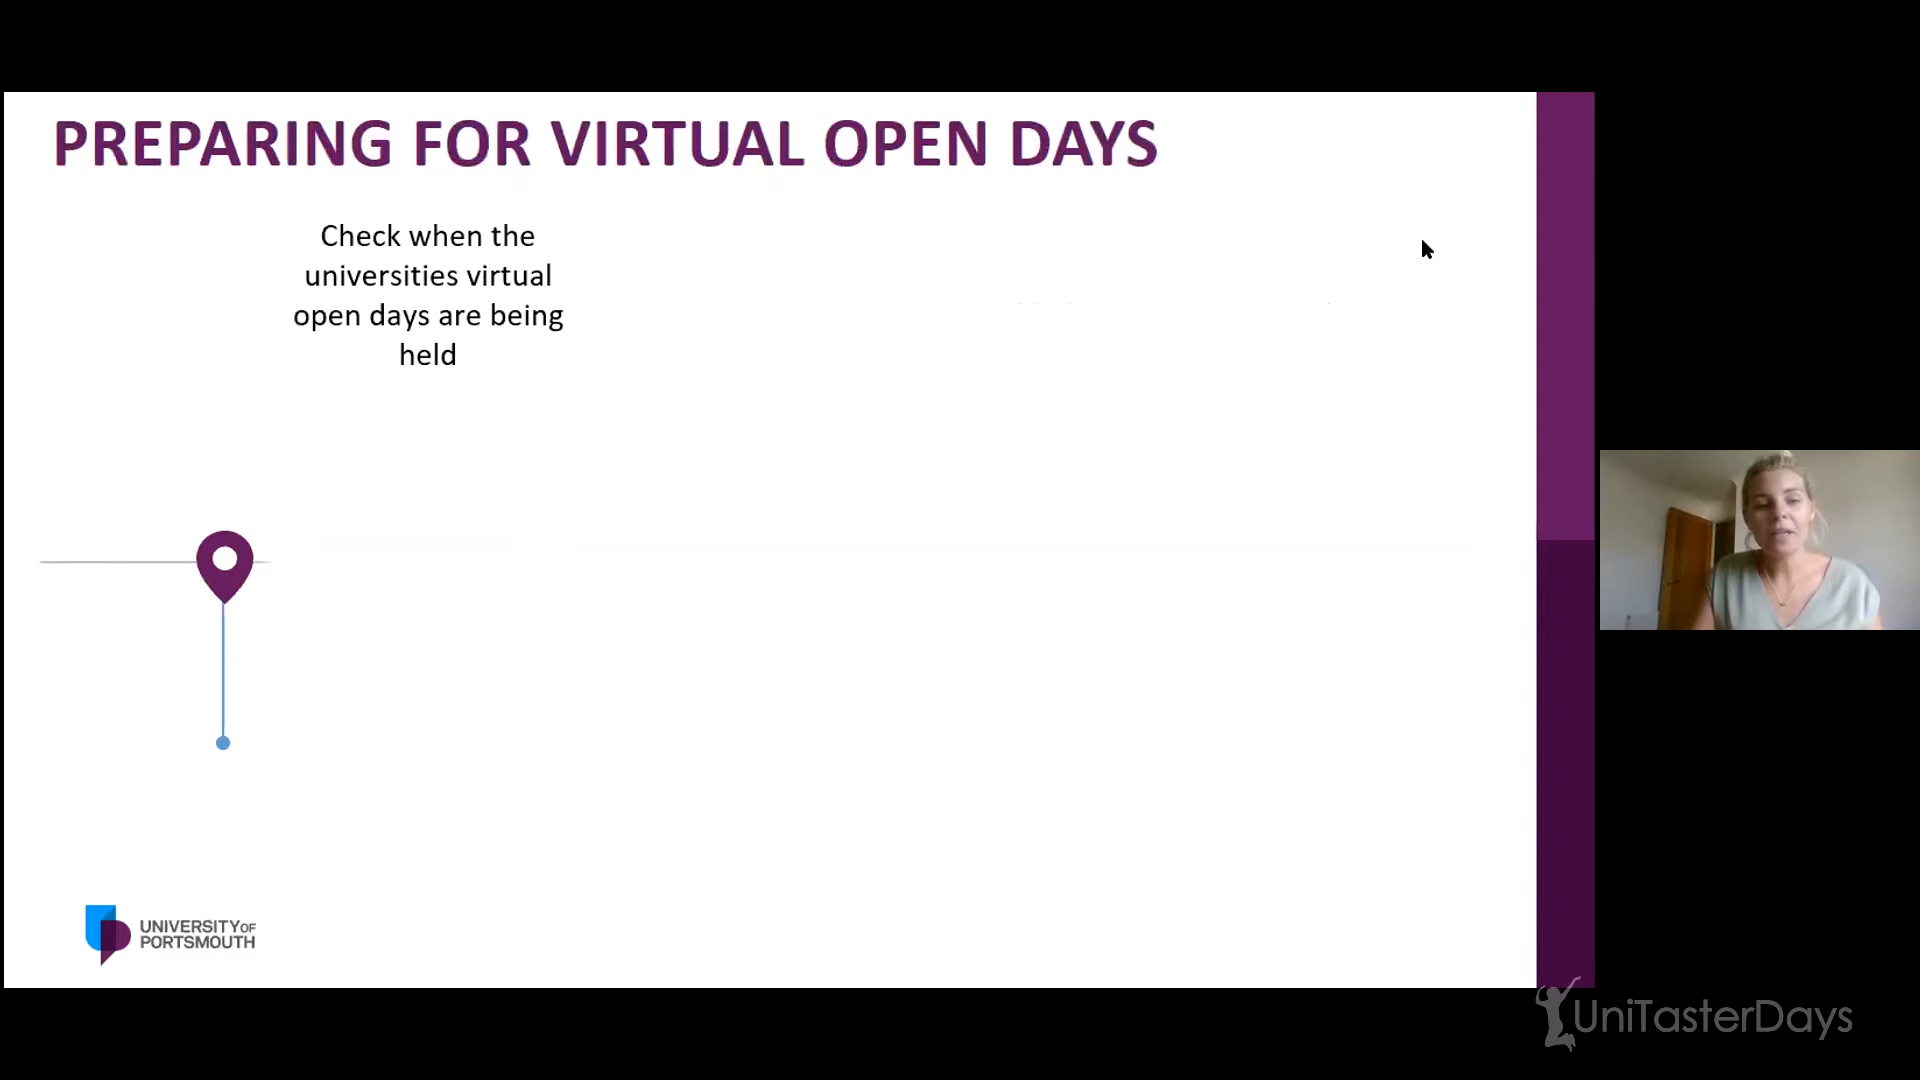 PREPARING FOR VIRTUAL OPEN DAYS
Check when the
universities virtual
open days are being
held
UNIVERSITY OF
PORTSMOUTH
UniTasterDays